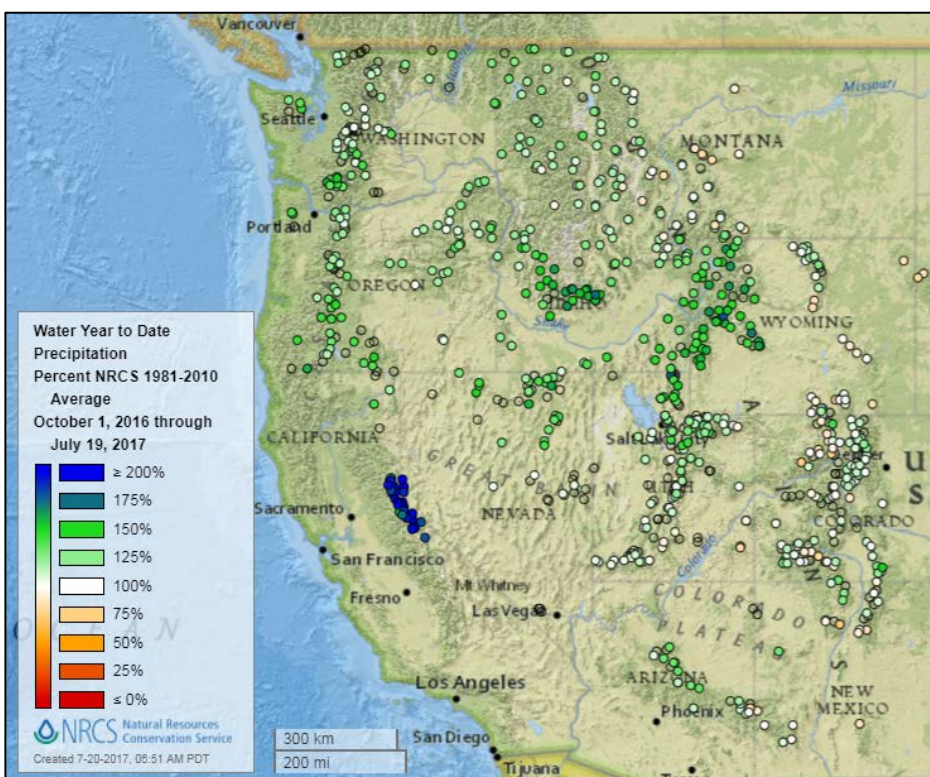 Vancouver
Seattle
WASHINGTON
Missouri
MONTANA
Portland
OREGON
Snake
WYOMING
Water Year to Date
Precipitation
Percent NRCS 1981-2010
Average
October 1, 2016 through
July 19, 2017
≥ 200%
175%
150%
125%
100%
75%
50%
25%
≤ 0%
NRCS Natural Resources
Conservation Service
Created 7-20-2017, 06:51 AM PDT
CALIFORNIA
GREAT BASIN
Salt Lake City
UTAH
NEVADA
Sacramento
San Francisco
COLORADO
US
Colorado
Mt Whitney
Fresno
Las Vegas
COLORADO
PLATEAU
ARIZONA
Los Angeles
Phoenix
NEW
MEXICO
San Diego
Tijuana
300 km
200 mi